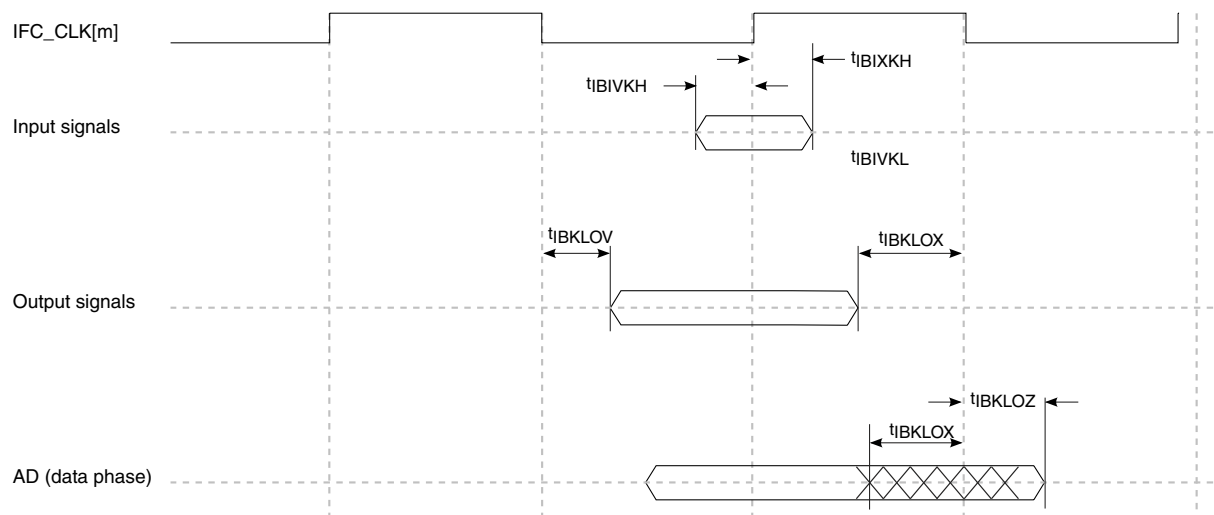 IFC_CLK[m]
tIBIXKH
tIBIVKH
Input signals
tIBIVKL
tIBKLOV
tIBKLOX
Output signals
tIBKLOZ
tIBKLOX
AD (data phase)